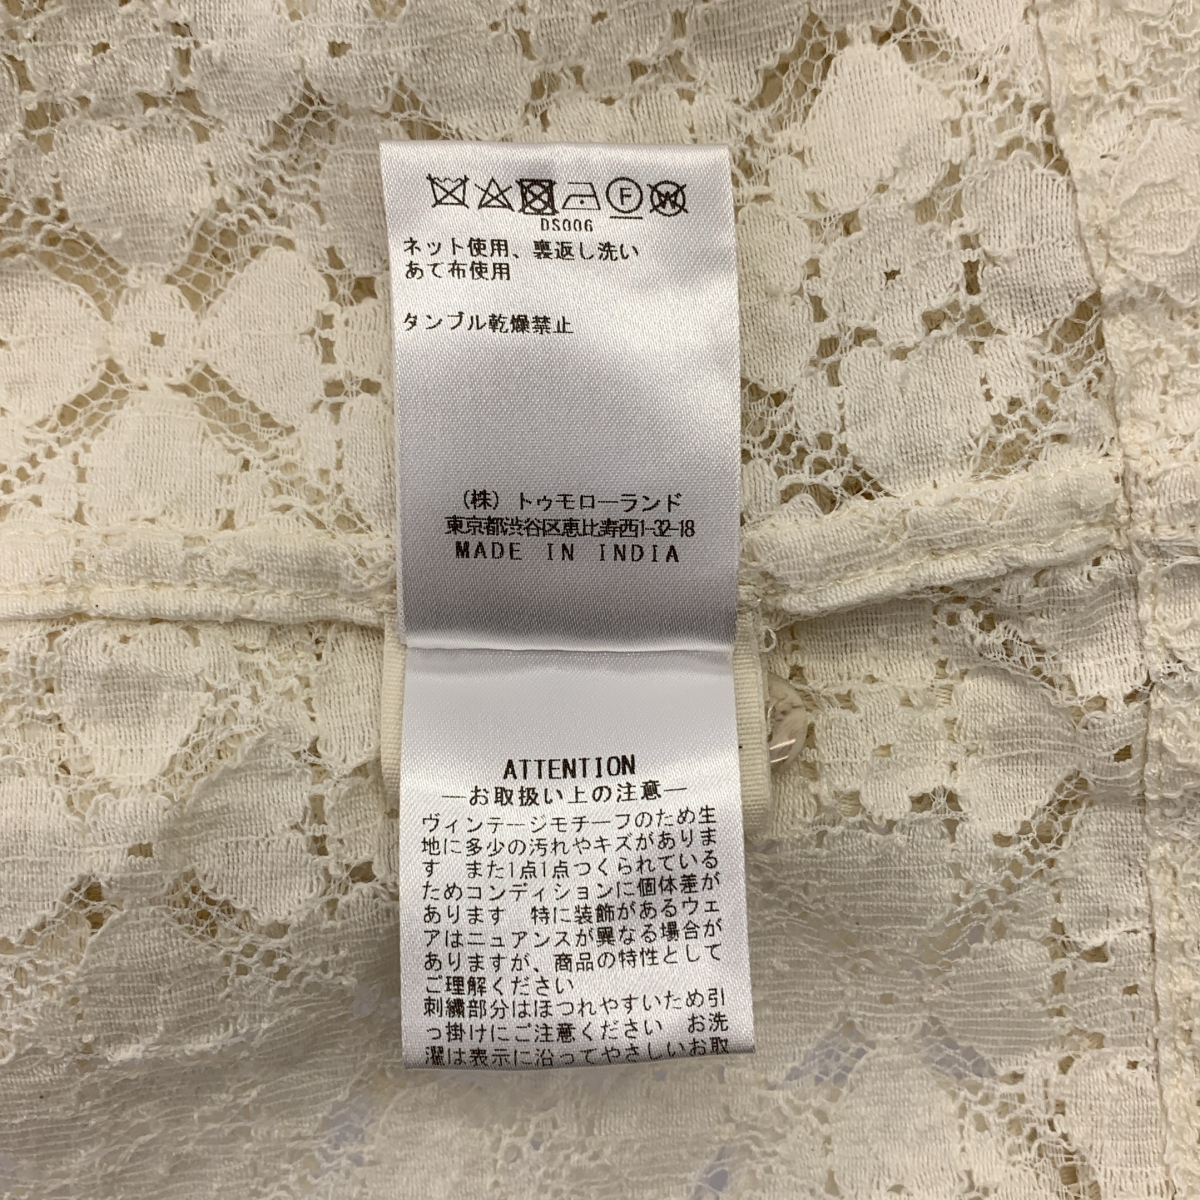 F W
DS006
ネット使用、裏返し洗い
あて布使用
タンブル乾燥禁止
(株) トゥモローランド
東京都渋谷区恵比寿西1-32-18
MADE IN INDIA
ATTENTION
―お取扱い上の注意―
ヴィンテージモチーフのため生
地に多少の汚れやキズがありま
す　また1点1点つくられている
ためコンディションに個体差が
あります　特に装飾があるウェ
アはニュアンスが異なる場合が
ありますが、商品の特性として
ご理解ください
刺繍部分はほつれやすいため引
っ掛けにご注意ください　お洗
濯は表示に沿ってやさしいお取